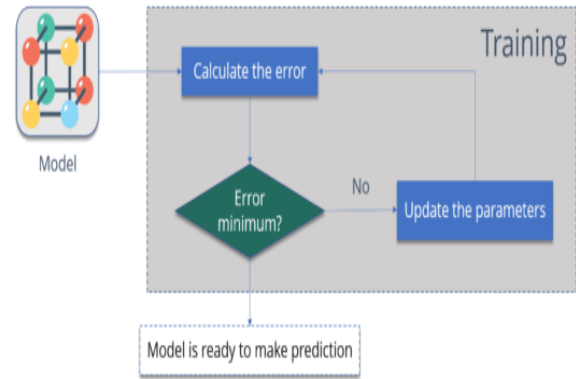 Training
Calculate the error
Model
Error
minimum?
No
Update the parameters
Model is ready to make prediction